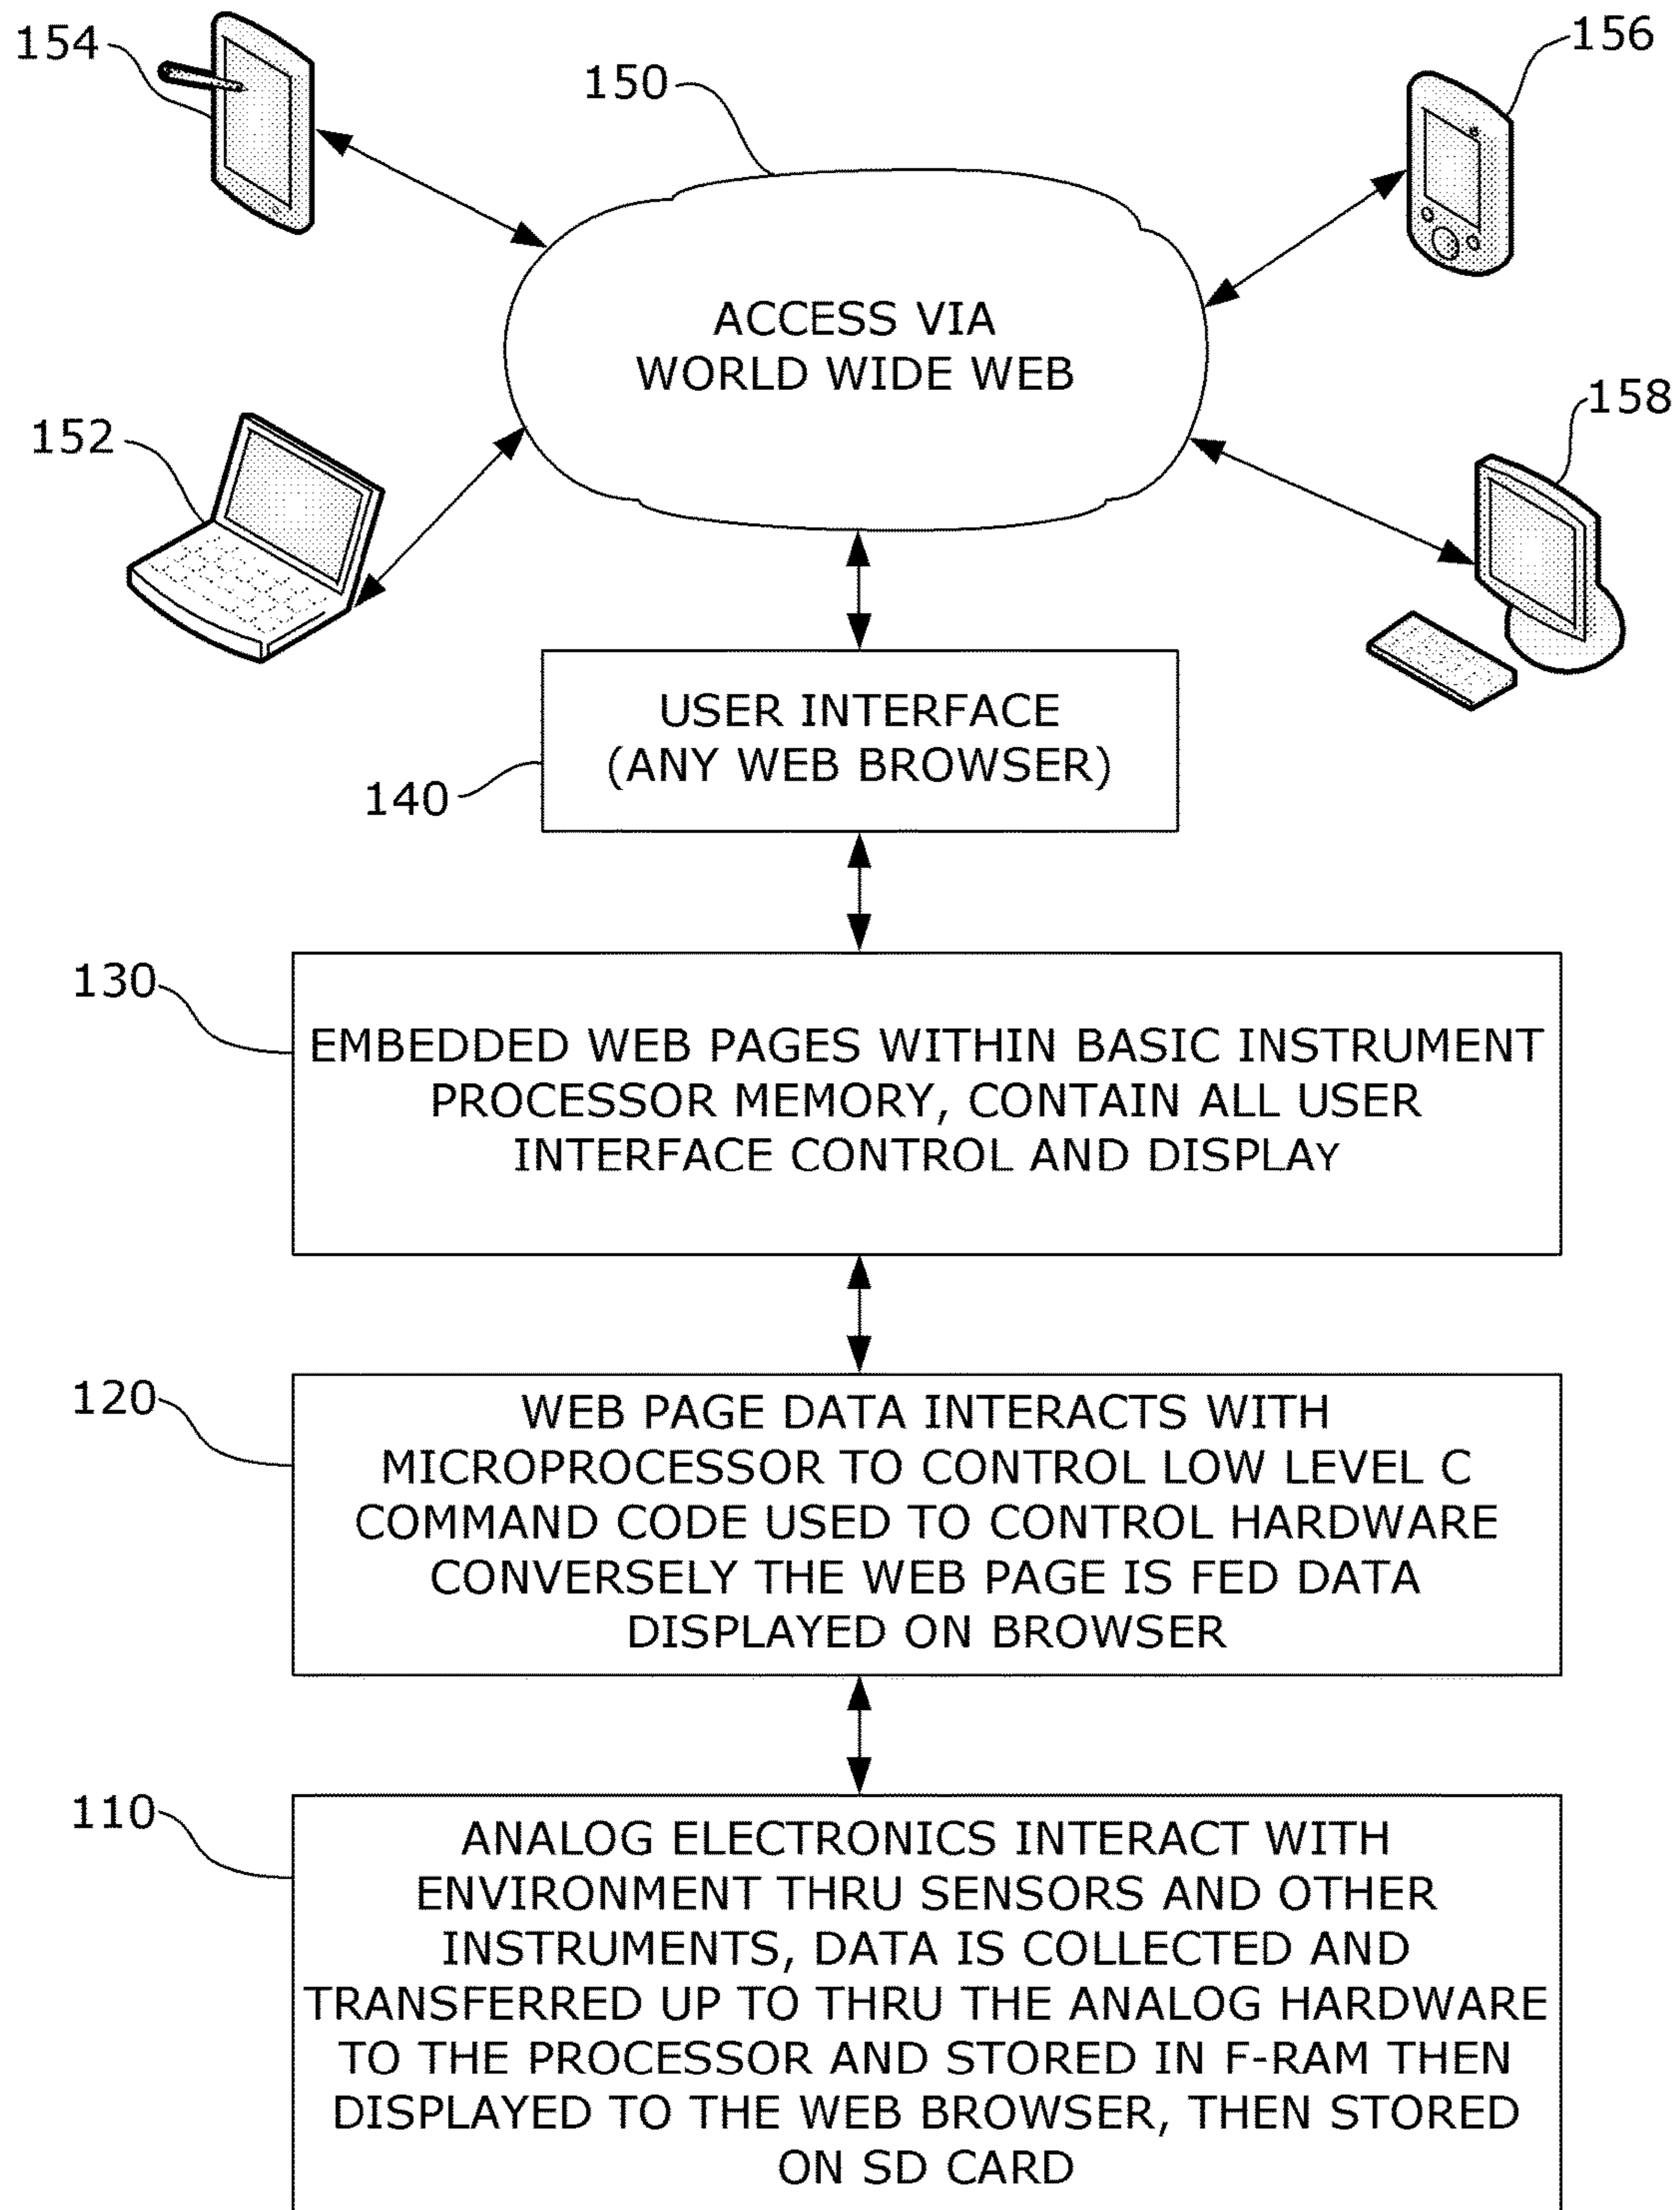 154
150
156
ACCESS VIA
WORLD WIDE WEB
152
158
USER INTERFACE
(ANY WEB BROWSER)
140
130
EMBEDDED WEB PAGES WITHIN BASIC INSTRUMENT
PROCESSOR MEMORY, CONTAIN ALL USER
INTERFACE CONTROL AND DISPLAY
120
WEB PAGE DATA INTERACTS WITH
MICROPROCESSOR TO CONTROL LOW LEVEL C
COMMAND CODE USED TO CONTROL HARDWARE
CONVERSELY THE WEB PAGE IS FED DATA
DISPLAYED ON BROWSER
110
ANALOG ELECTRONICS INTERACT WITH
ENVIRONMENT THRU SENSORS AND OTHER
INSTRUMENTS, DATA IS COLLECTED AND
TRANSFERRED UP TO THRU THE ANALOG HARDWARE
TO THE PROCESSOR AND STORED IN F-RAM THEN
DISPLAYED TO THE WEB BROWSER, THEN STORED
ON SD CARD